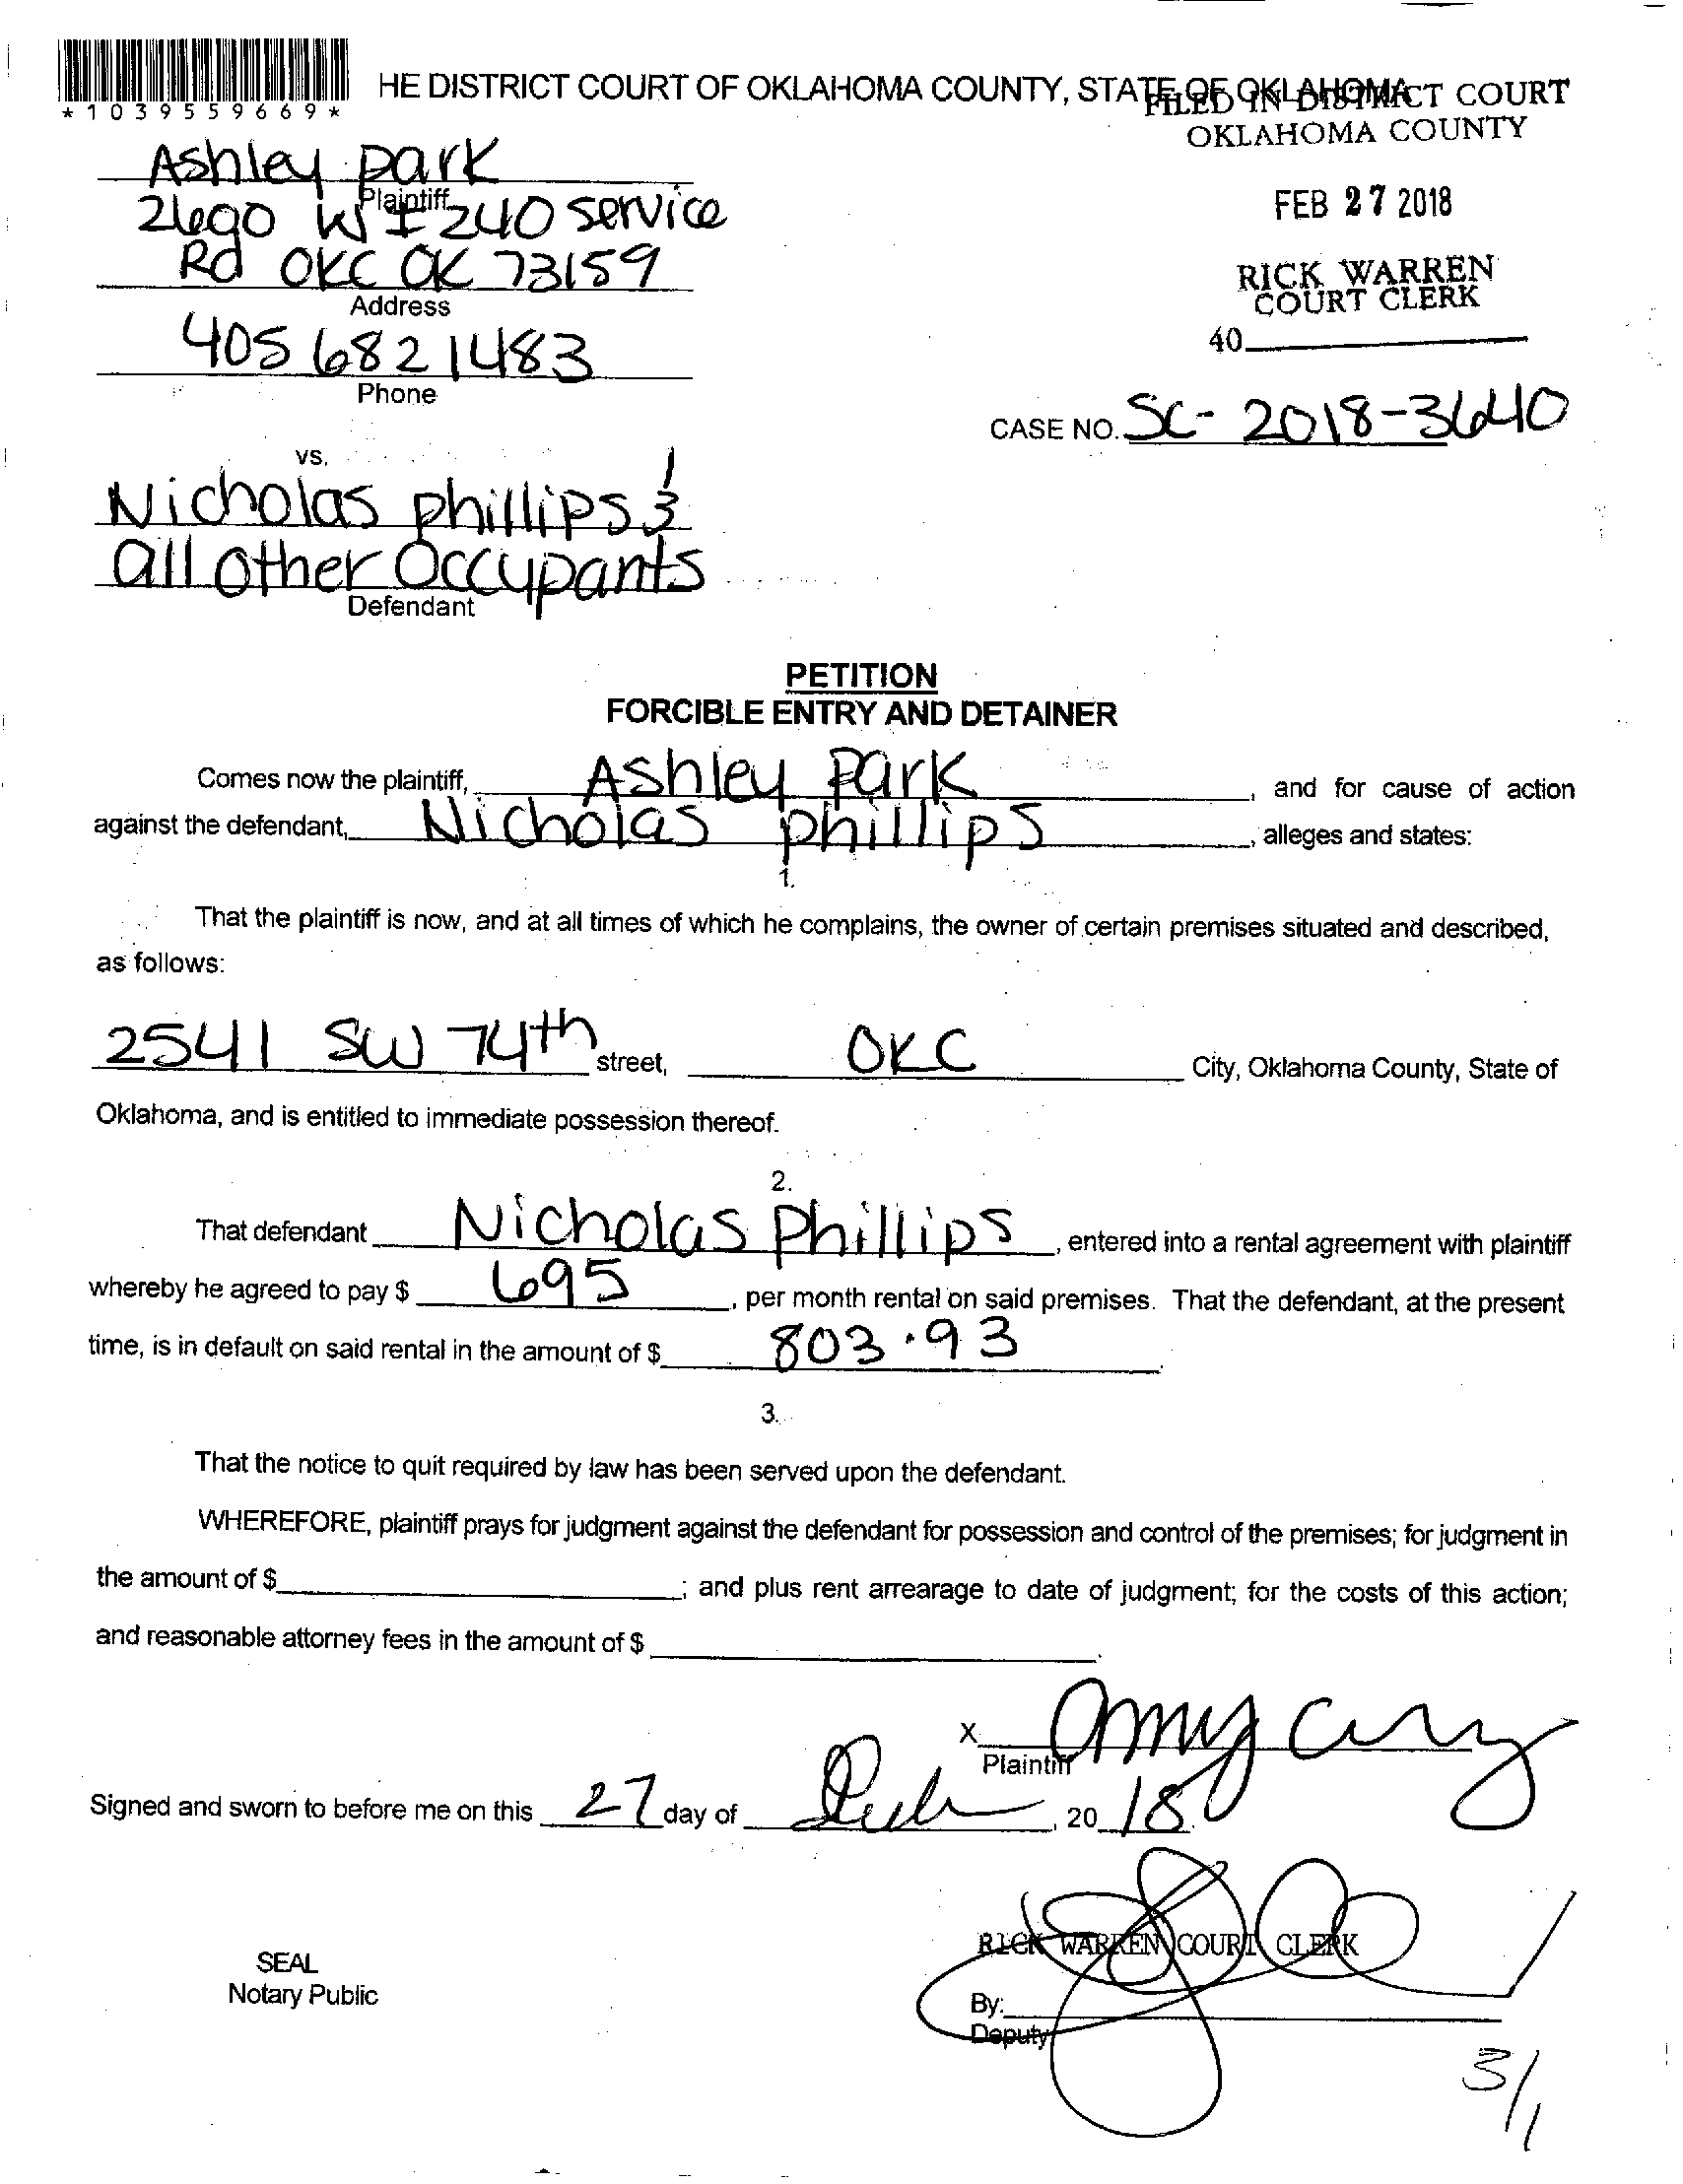 *1039559669*
HE DISTRICT COURT OF OKLAHOMA COUNTY, STATE OF OKLAHOMA
FILED IN DISTRICT COURT
OKLAHOMA COUNTY
FEB 27 2018
RICK WARREN
COURT CLERK
40
Ashley Park
Plaintiff
2690 W I 240 Service
Rd OKC OK 73159
Address
405 682 1483
Phone
CASE NO. SC-2018-3640
vs.
Nicholas phillips &
all other Occupants
Defendant
PETITION
FORCIBLE ENTRY AND DETAINER
Comes now the plaintiff, Ashley Park, and for cause of action
against the defendant, Nicholas phillips, alleges and states:
1.
That the plaintiff is now, and at all times of which he complains, the owner of certain premises situated and described,
as follows:
2541 SW 74th street, OKC City, Oklahoma County, State of
Oklahoma, and is entitled to immediate possession thereof.
2.
That defendant Nicholas Phillips, entered into a rental agreement with plaintiff
whereby he agreed to pay $ 695, per month rental on said premises. That the defendant, at the present
time, is in default on said rental in the amount of $ 803.93.
3.
That the notice to quit required by law has been served upon the defendant.
WHEREFORE, plaintiff prays for judgment against the defendant for possession and control of the premises; for judgment in
the amount of $; and plus rent arrearage to date of judgment; for the costs of this action;
and reasonable attorney fees in the amount of $.
X
Plaintiff
Signed and sworn to before me on this 27 day of, 20 18.
RICK WARREN COURT CLERK
SEAL
Notary Public
By:
Deputy
3/1